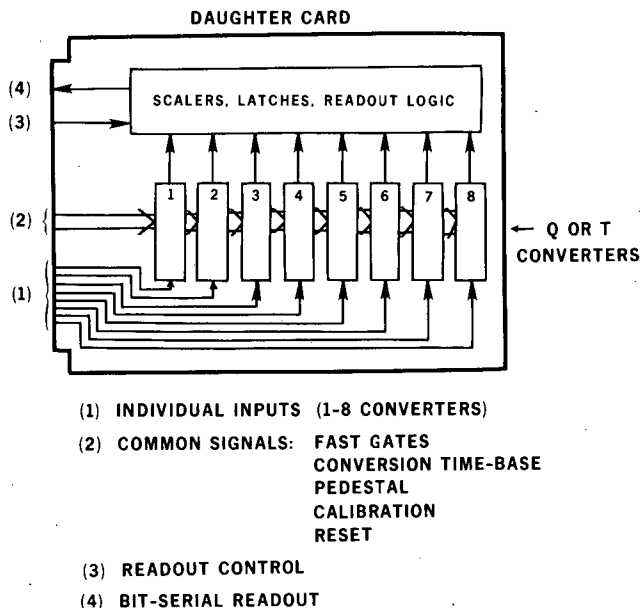 DAUGHTER CARD
(4)
SCALERS, LATCHES, READOUT LOGIC
(3)
1 2 3 4 5 6 7 8
(2)
← Q OR T
CONVERTERS
(1)
(1) INDIVIDUAL INPUTS (1-8 CONVERTERS)
(2) COMMON SIGNALS: FAST GATES
CONVERSION TIME-BASE
PEDESTAL
CALIBRATION
RESET
(3) READOUT CONTROL
(4) BIT-SERIAL READOUT